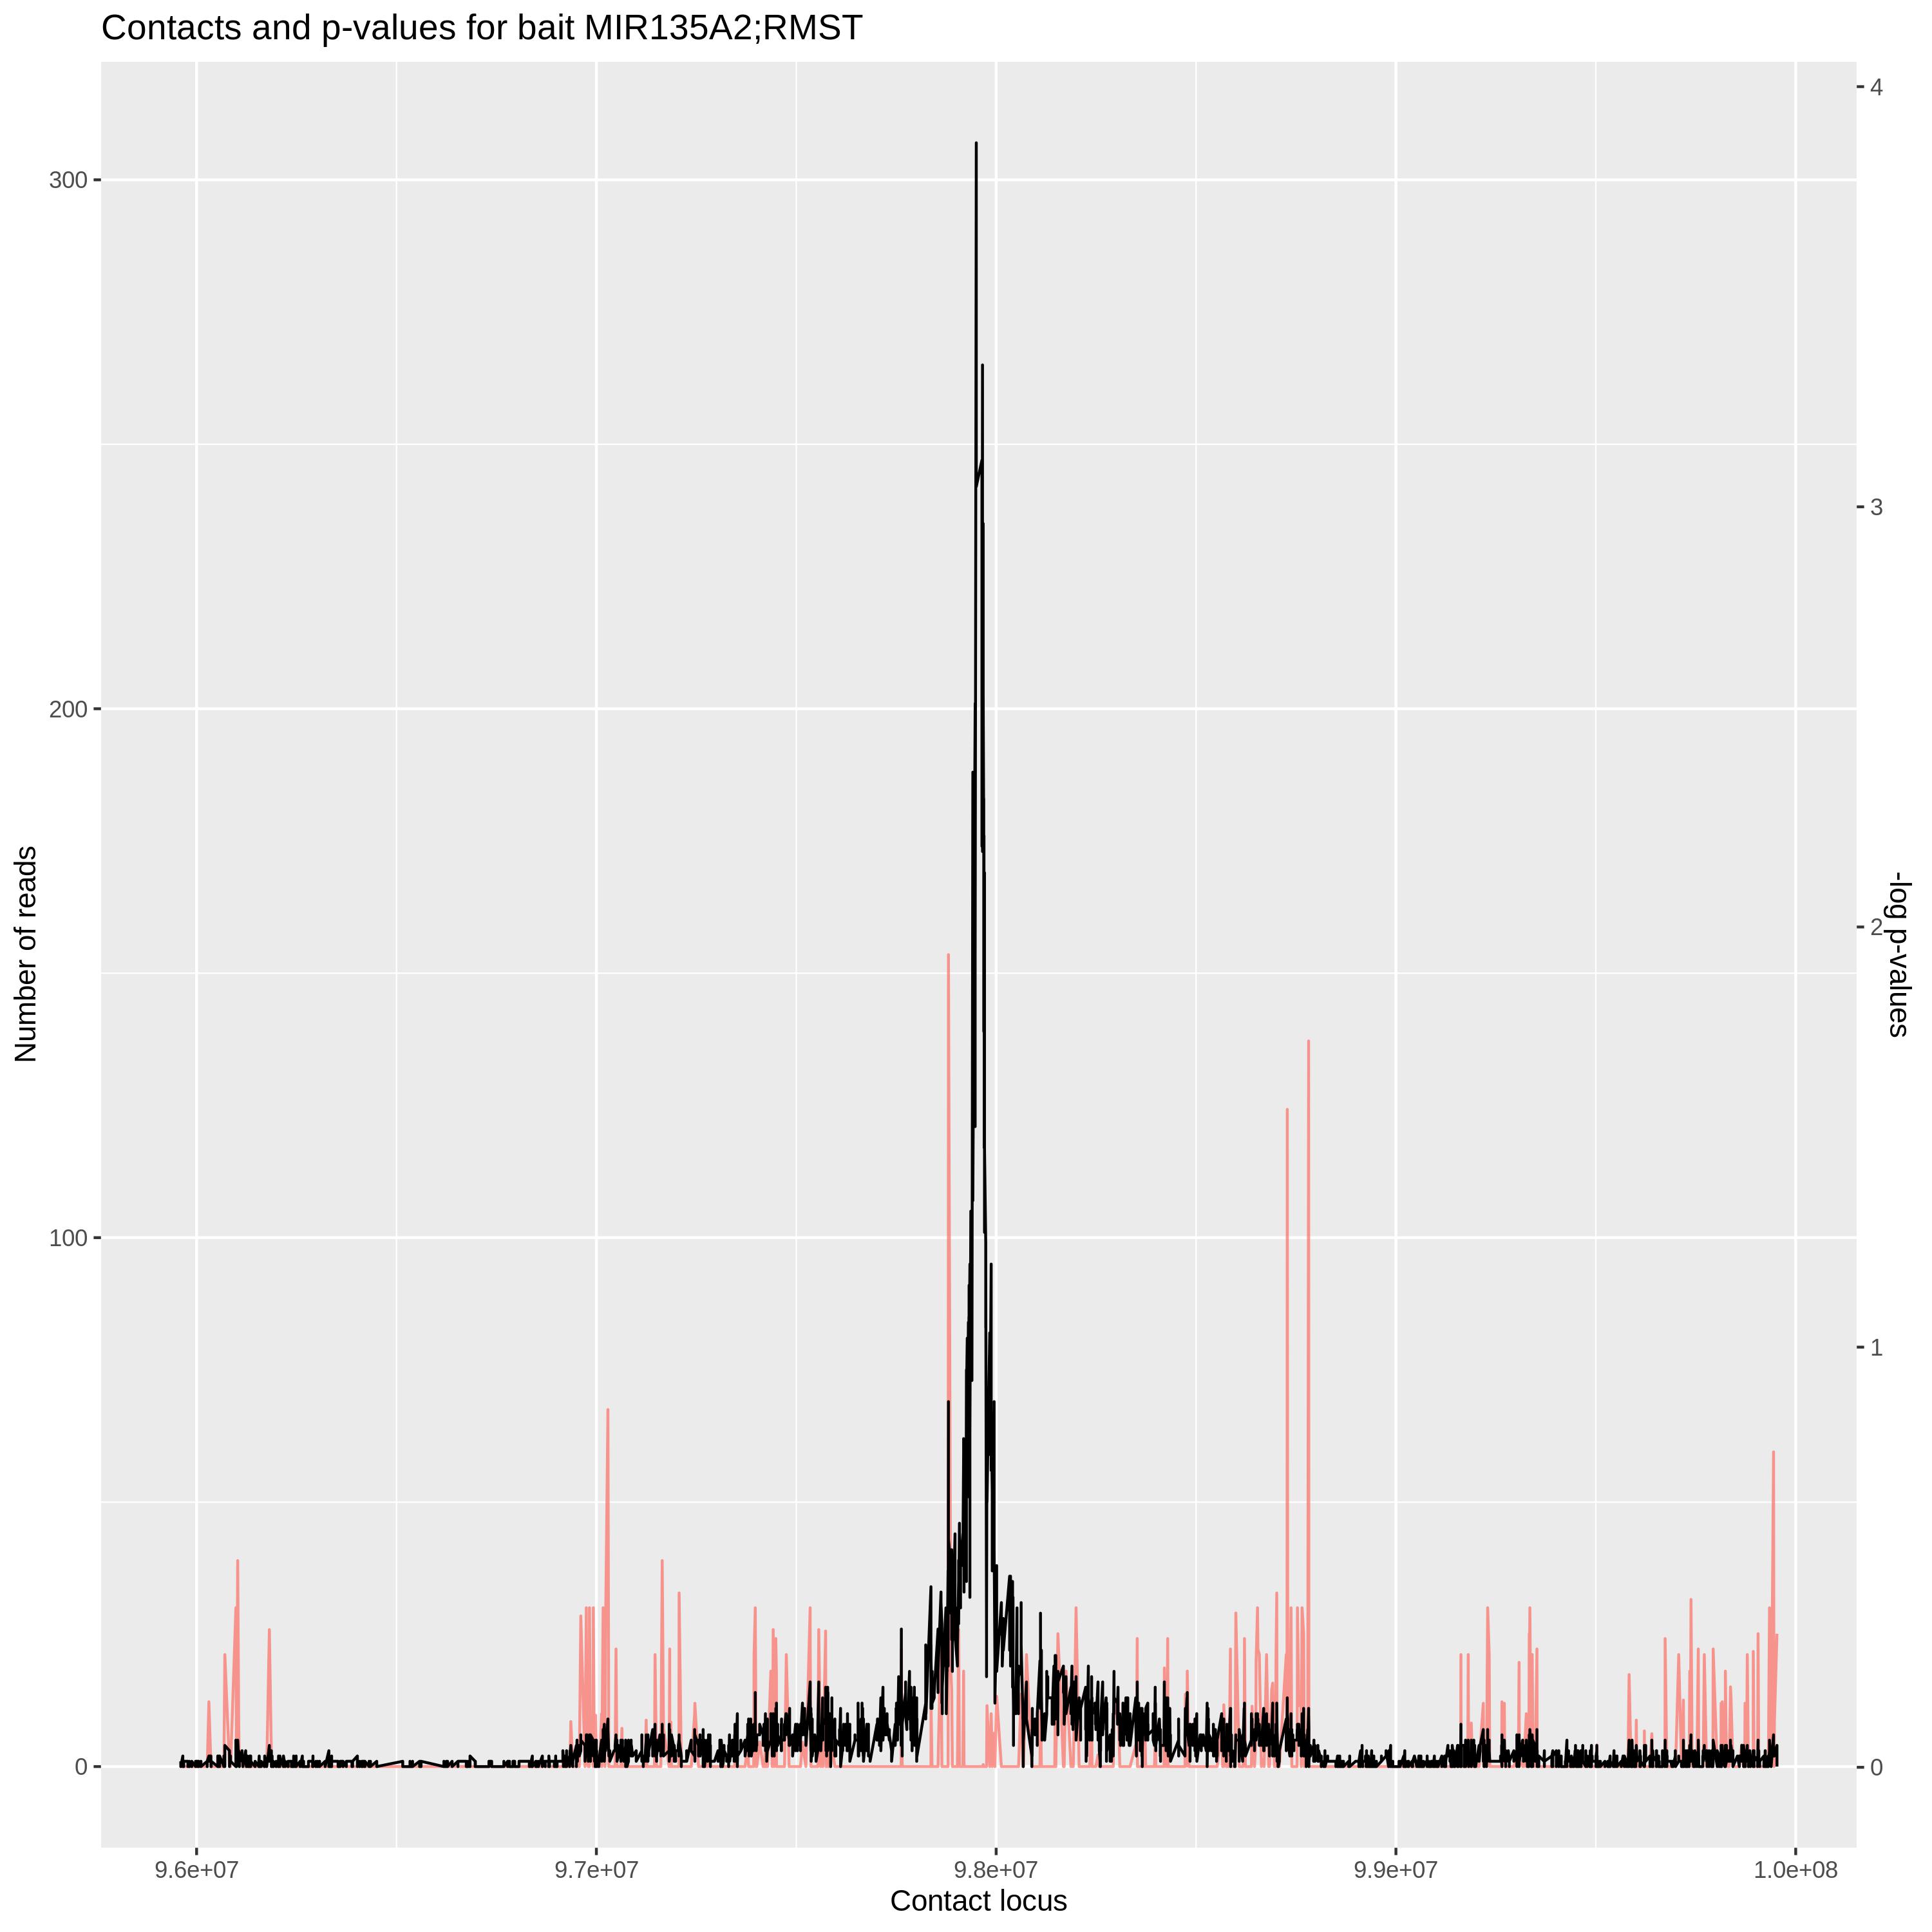 Contacts and p-values for bait MIR135A2;RMST
Number of reads
300
200
100
0
4
3
2
1
0
-log p-values
9.6e+07 9.7e+07 9.8e+07 9.9e+07 1.0e+08
Contact locus